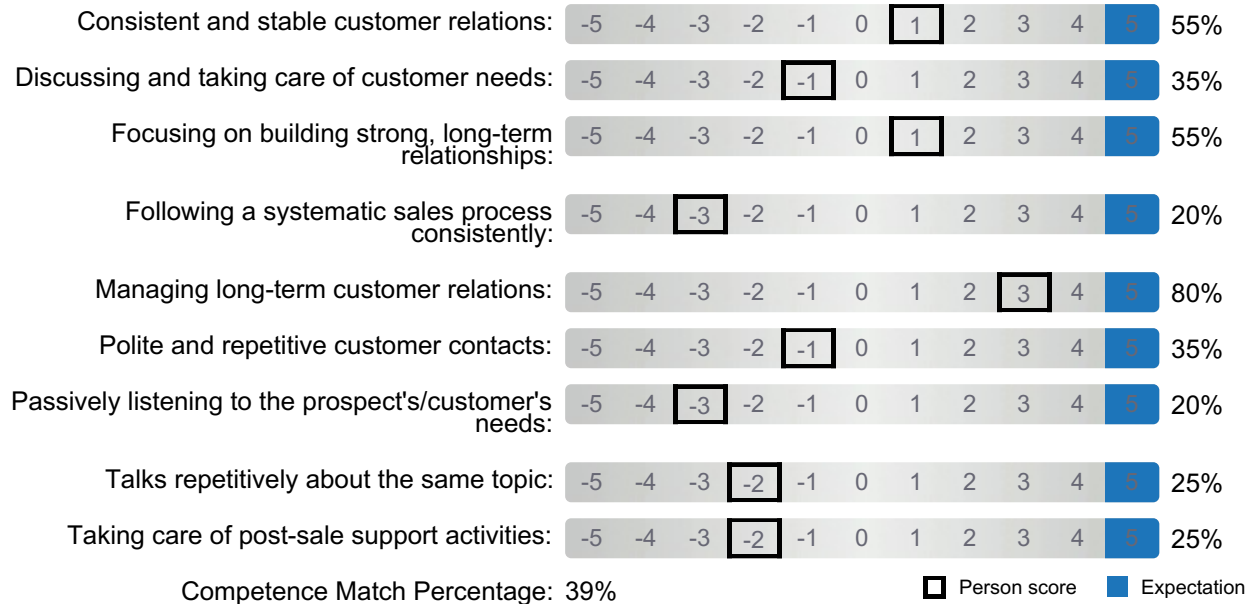 Consistent and stable customer relations: -5 -4 -3 -2 -1 0 1 2 3 4 5 55%
Discussing and taking care of customer needs: -5 -4 -3 -2 -1 0 1 2 3 4 5 35%
Focusing on building strong, long-term
relationships: -5 -4 -3 -2 -1 0 1 2 3 4 5 55%
Following a systematic sales process
consistently: -5 -4 -3 -2 -1 0 1 2 3 4 5 20%
Managing long-term customer relations: -5 -4 -3 -2 -1 0 1 2 3 4 5 80%
Polite and repetitive customer contacts: -5 -4 -3 -2 -1 0 1 2 3 4 5 35%
Passively listening to the prospect's/customer's
needs: -5 -4 -3 -2 -1 0 1 2 3 4 5 20%
Talks repetitively about the same topic: -5 -4 -3 -2 -1 0 1 2 3 4 5 25%
Taking care of post-sale support activities: -5 -4 -3 -2 -1 0 1 2 3 4 5 25%
Competence Match Percentage: 39% Person score Expectation